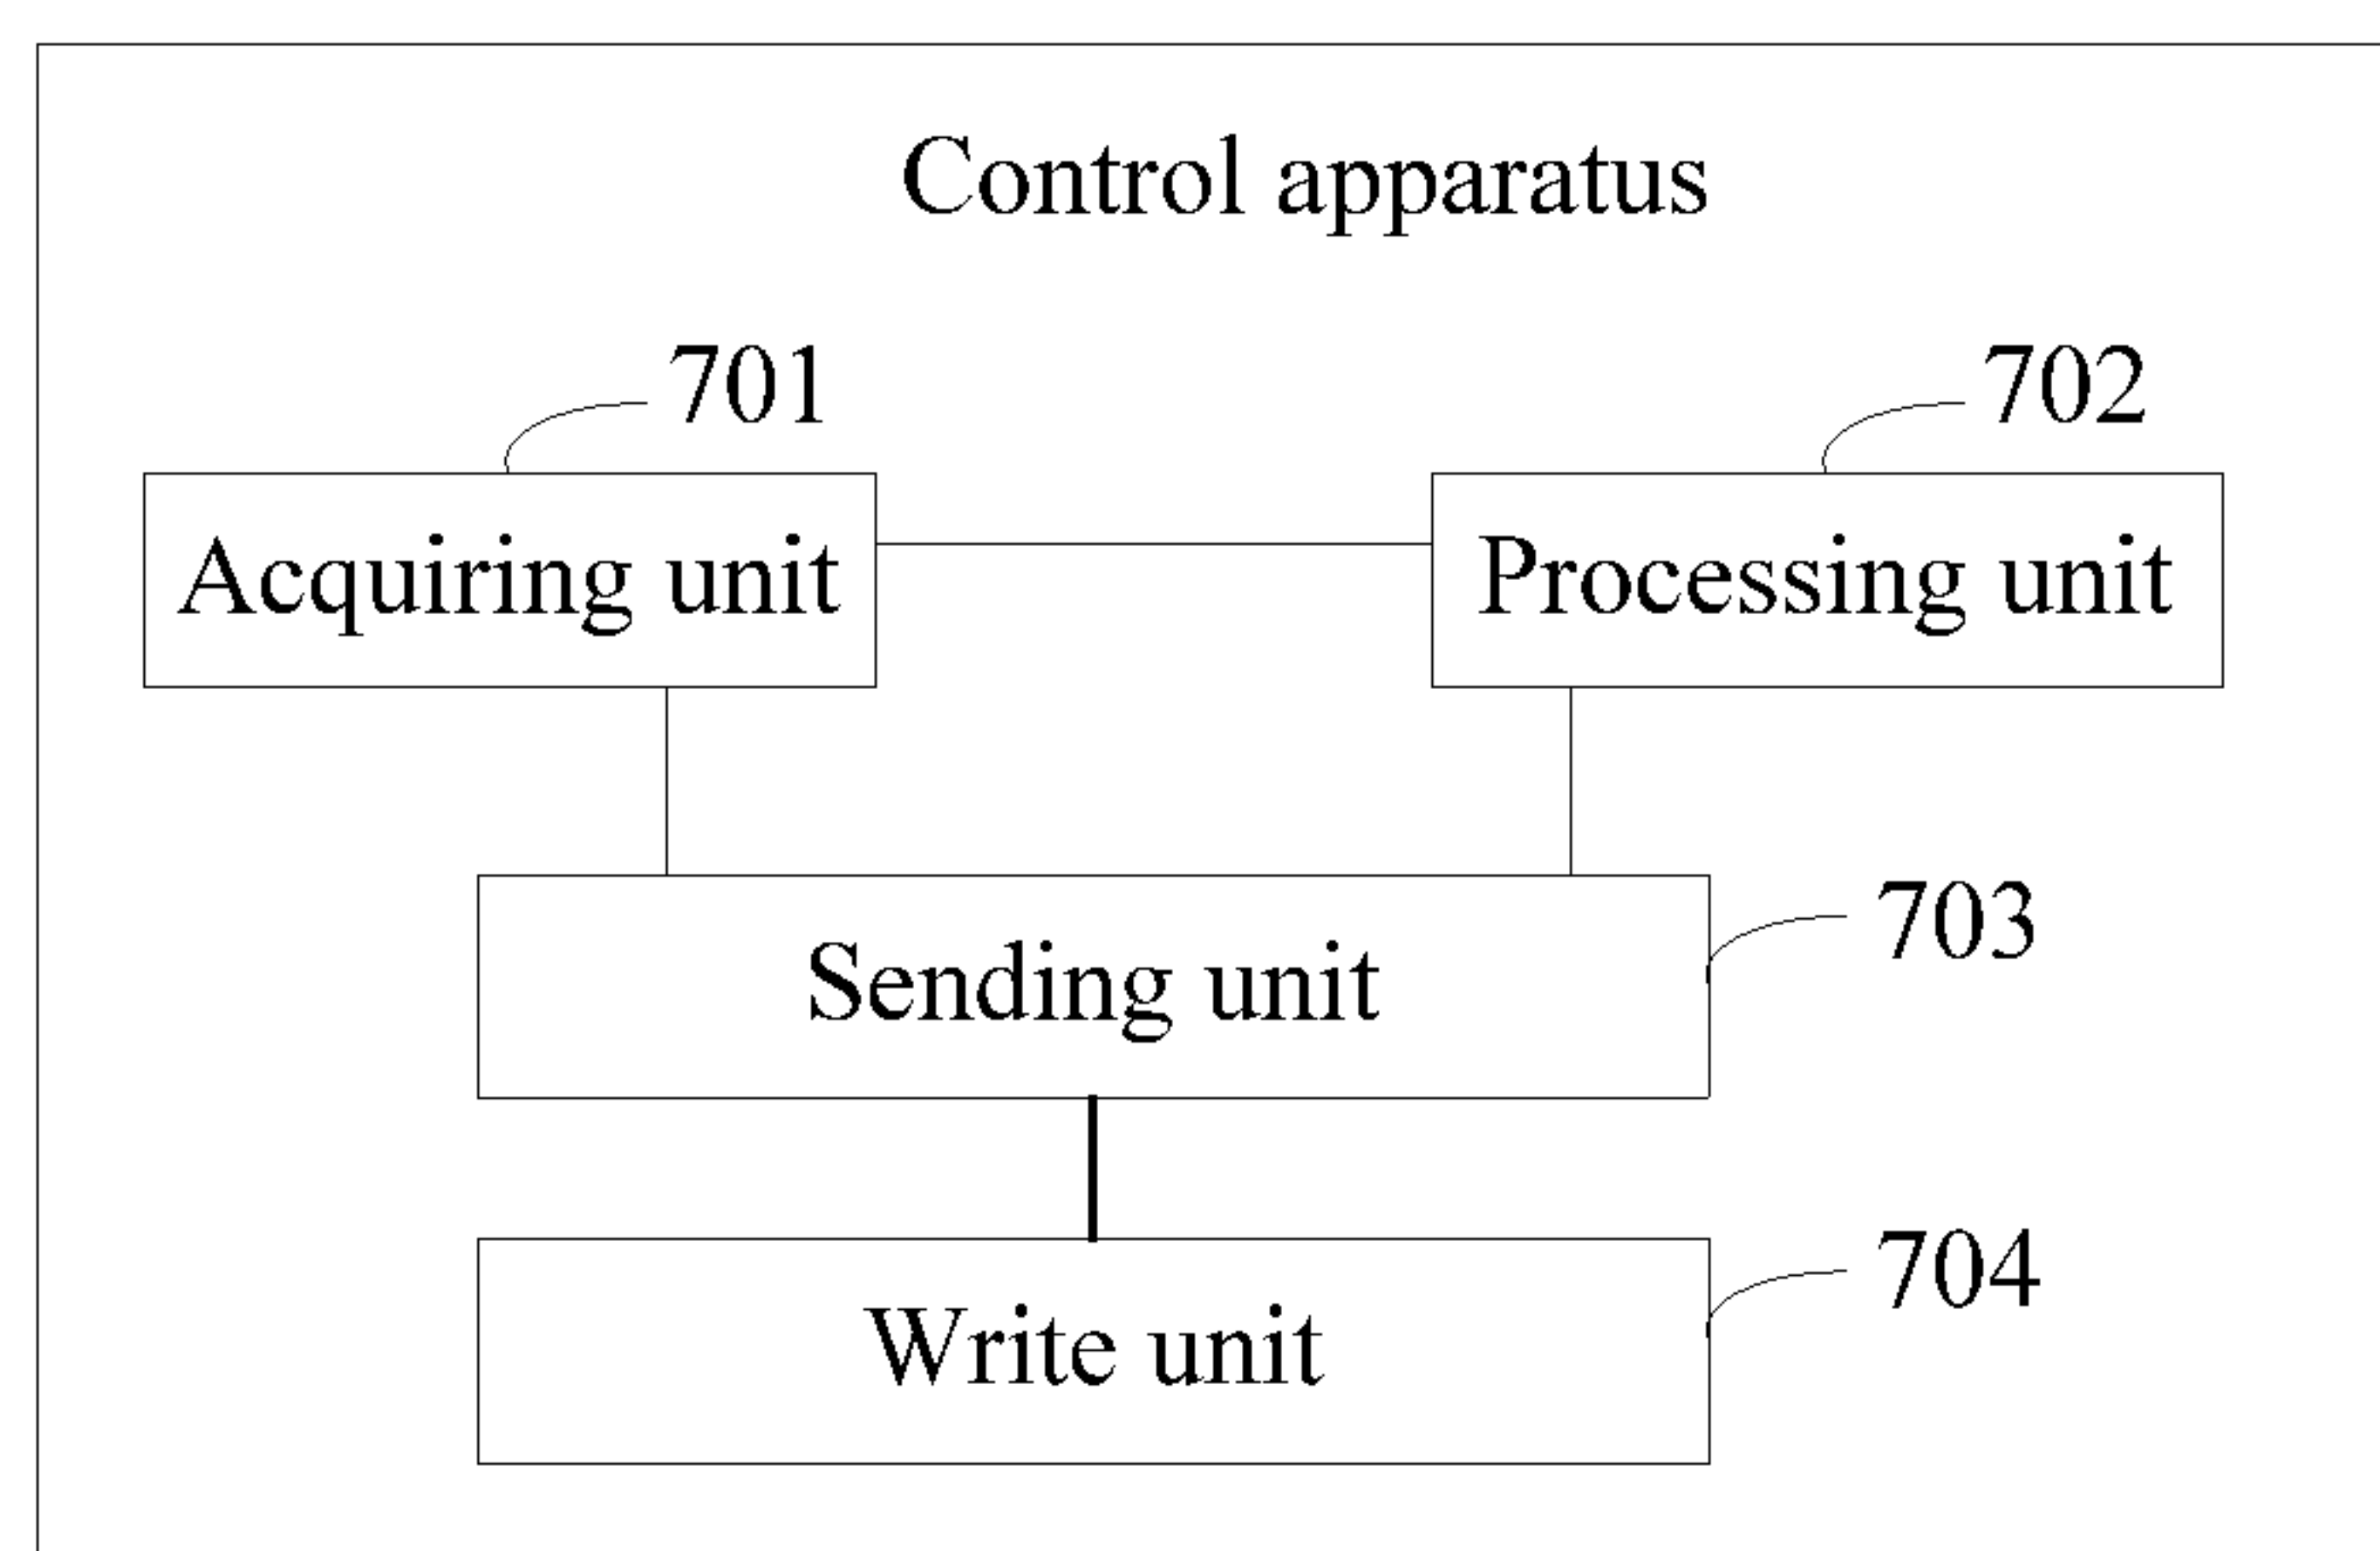 Control apparatus
701
702
Acquiring unit
Processing unit
703
Sending unit
704
Write unit